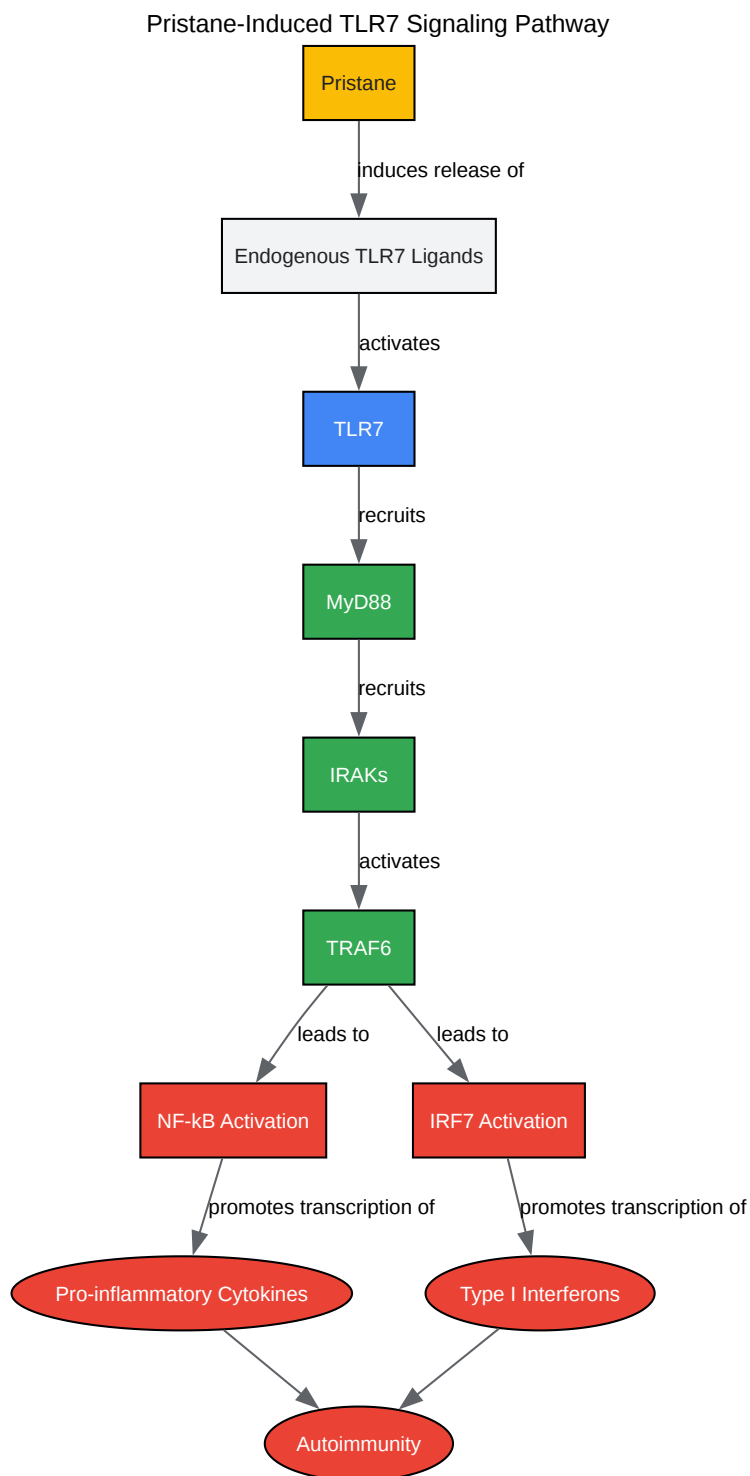 Pristane-Induced TLR7 Signaling Pathway
Pristane
induces release of
Endogenous TLR7 Ligands
activates
TLR7
recruits
MyD88
recruits
IRAKs
activates
TRAF6
leads to
leads to
NF-kB Activation
IRF7 Activation
promotes transcription of
promotes transcription of
Pro-inflammatory Cytokines
Type I Interferons
Autoimmunity